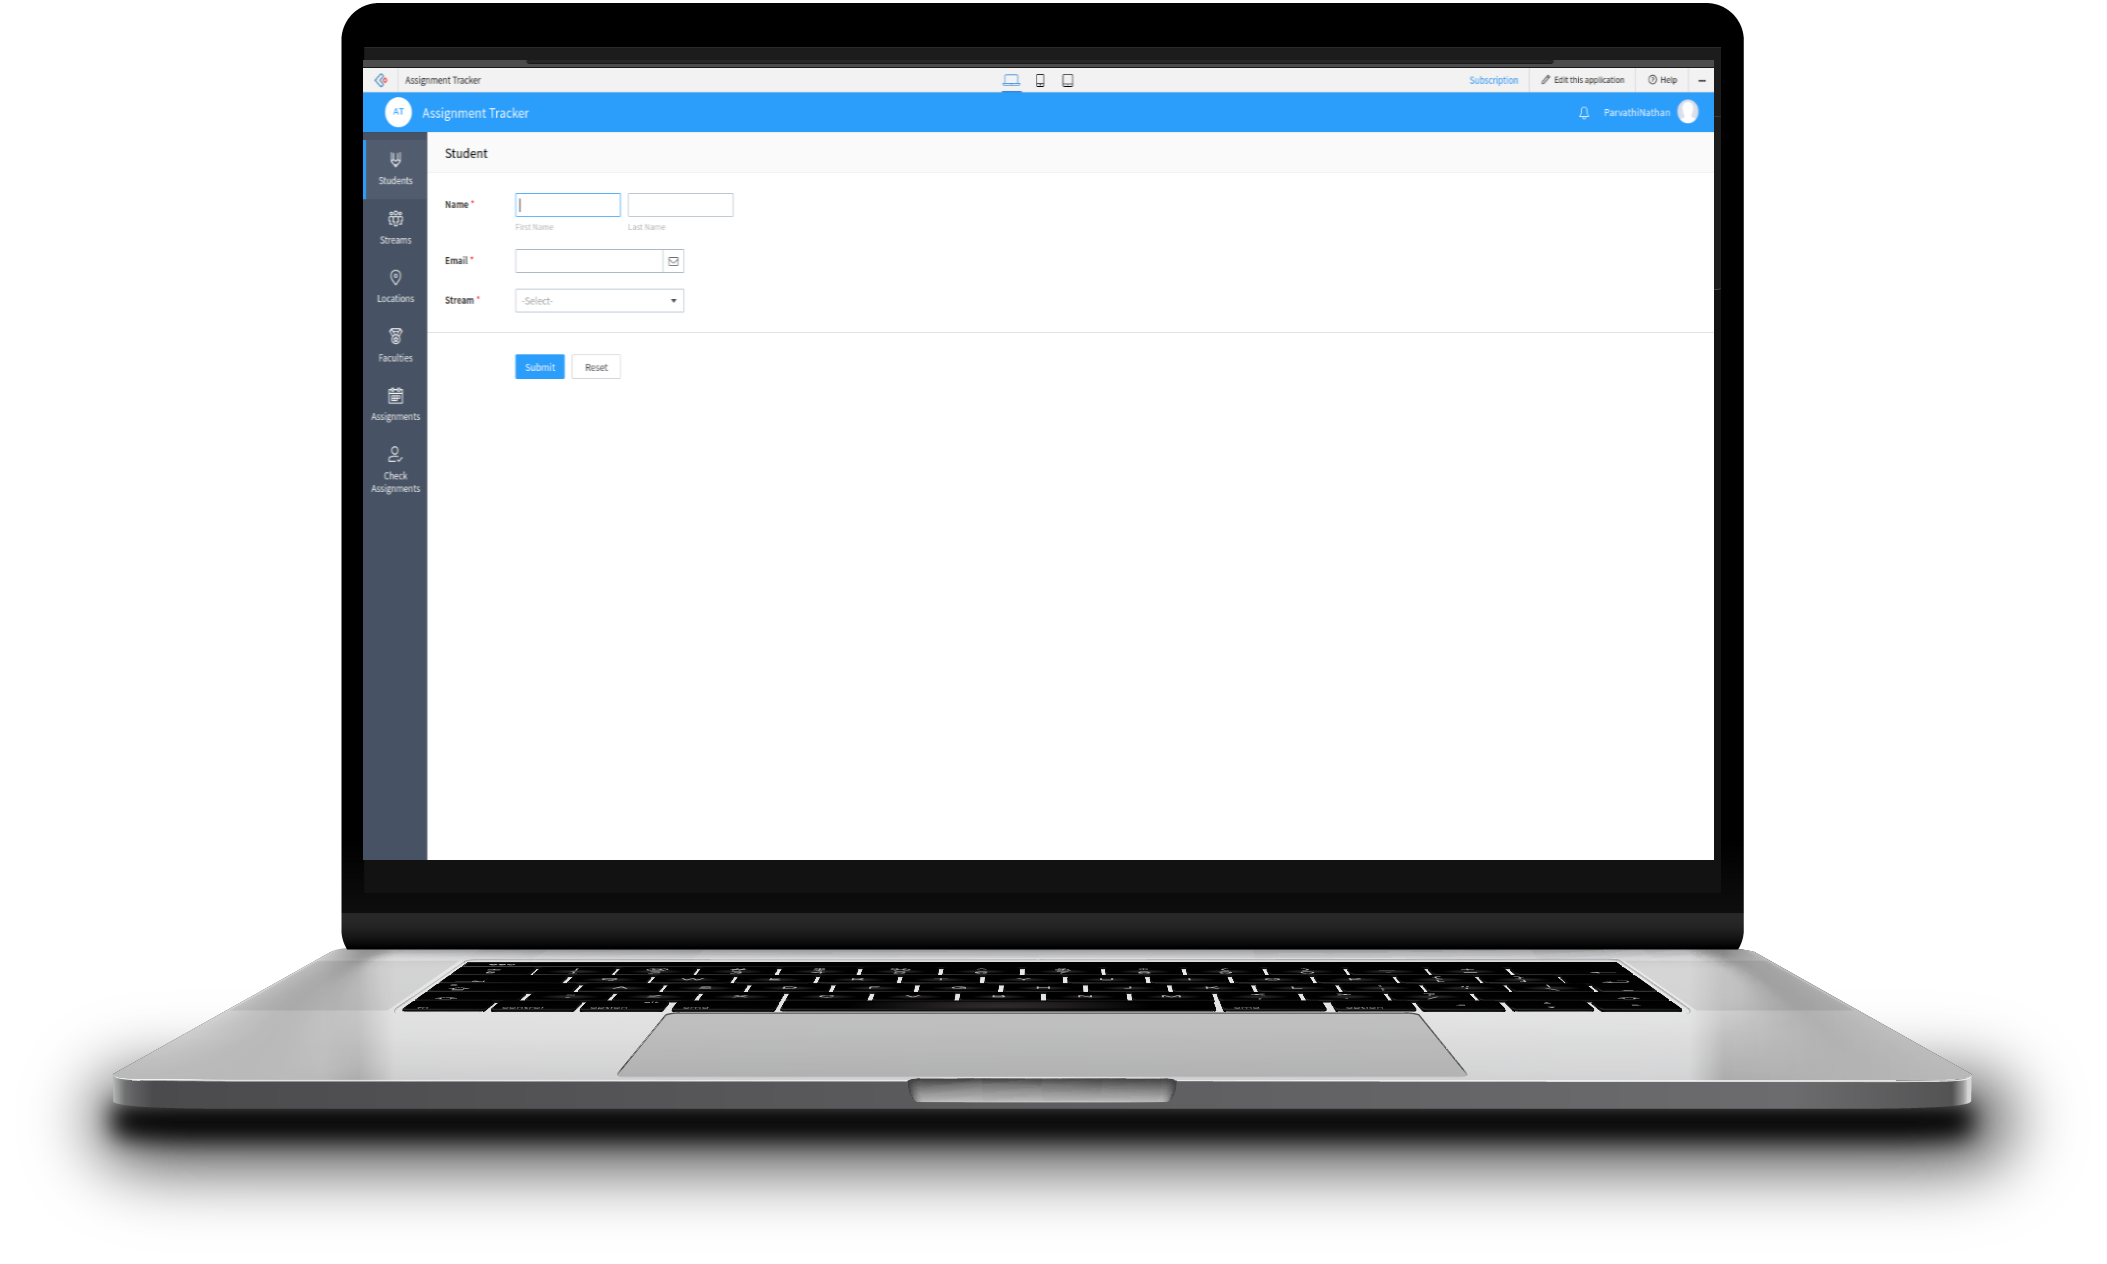 Assignment Tracker
Subscription
Edit this application
Help
AT
Assignment Tracker
ParvathiNathan
Students
Streams
Locations
Faculties
Assignments
Check
Assignments
Student
Name *
First Name
Last Name
Email *
Stream *
-Select-
Submit
Reset